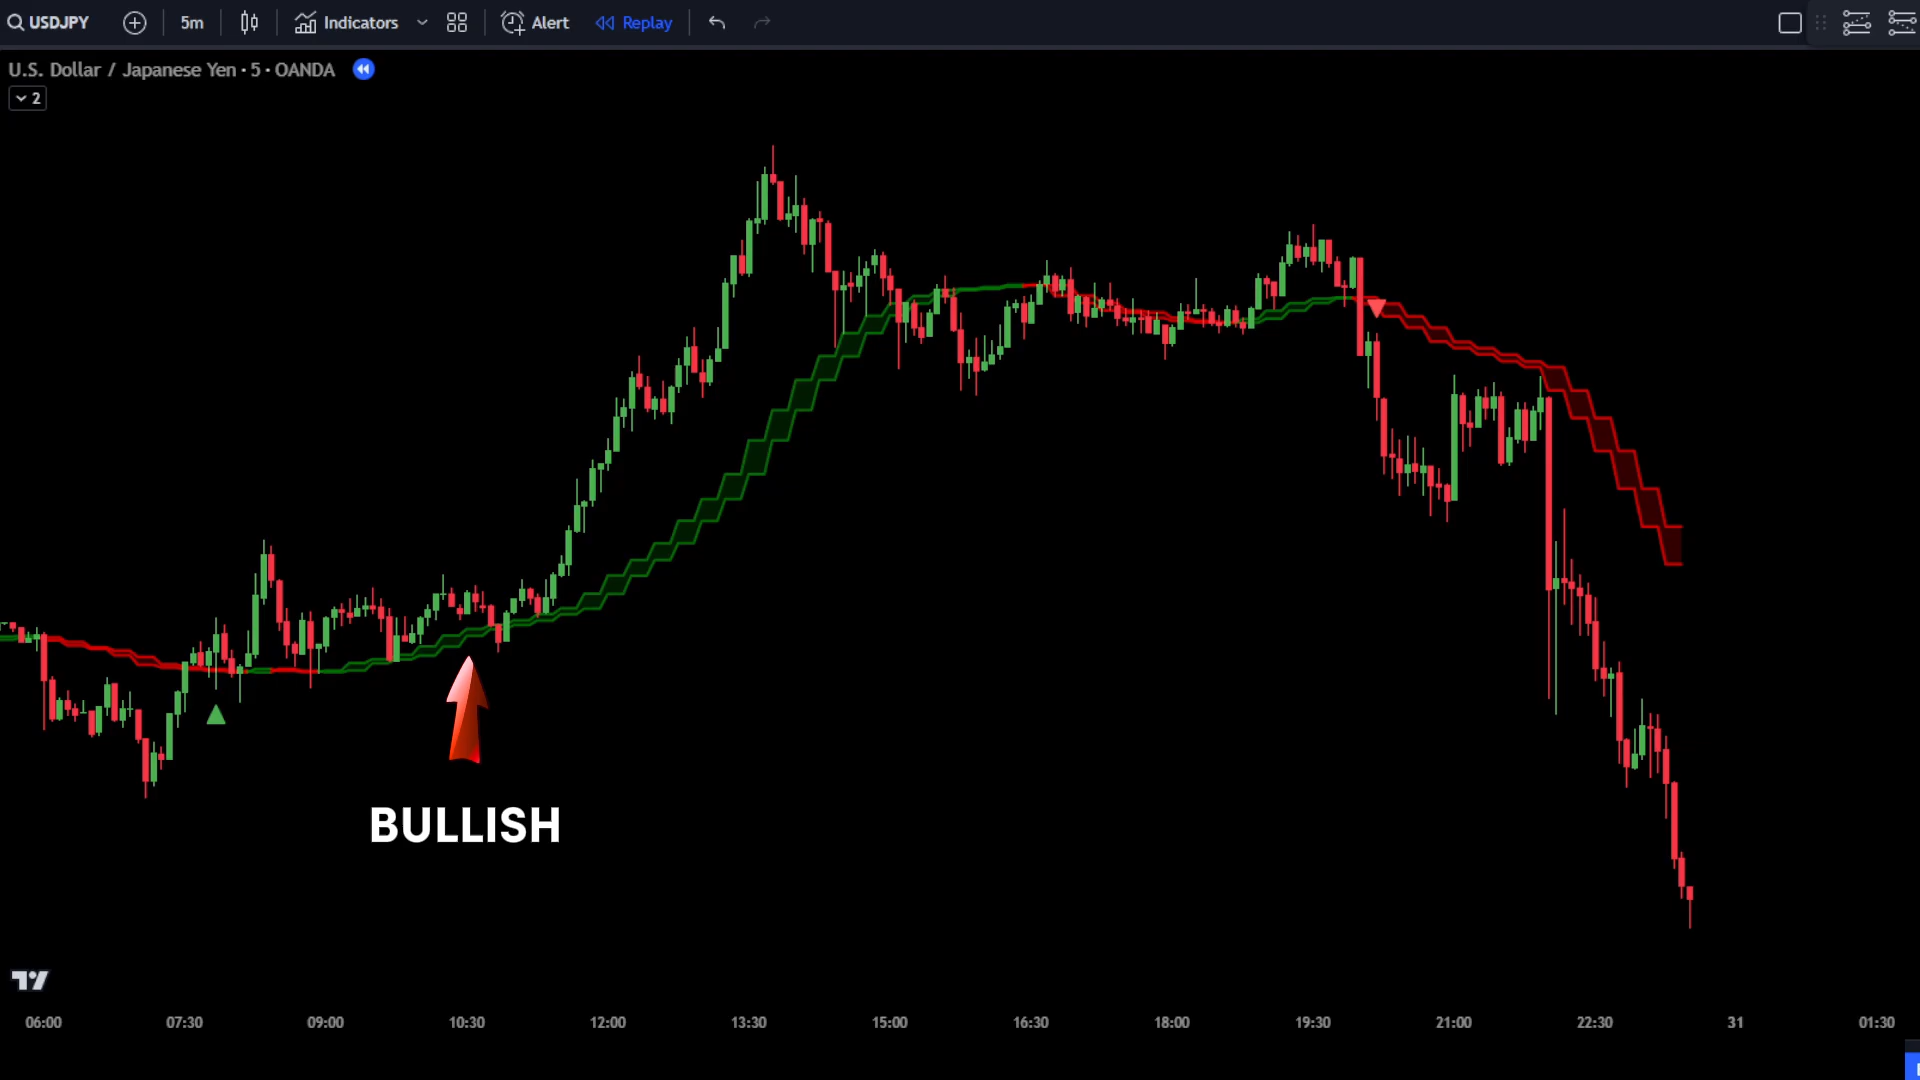 USDJPY 5m Indicators Alert Replay
U.S. Dollar / Japanese Yen · 5 · OANDA
2
BULLISH
06:00 07:30 09:00 10:30 12:00 13:30 15:00 16:30 18:00 19:30 21:00 22:30 31 01:30